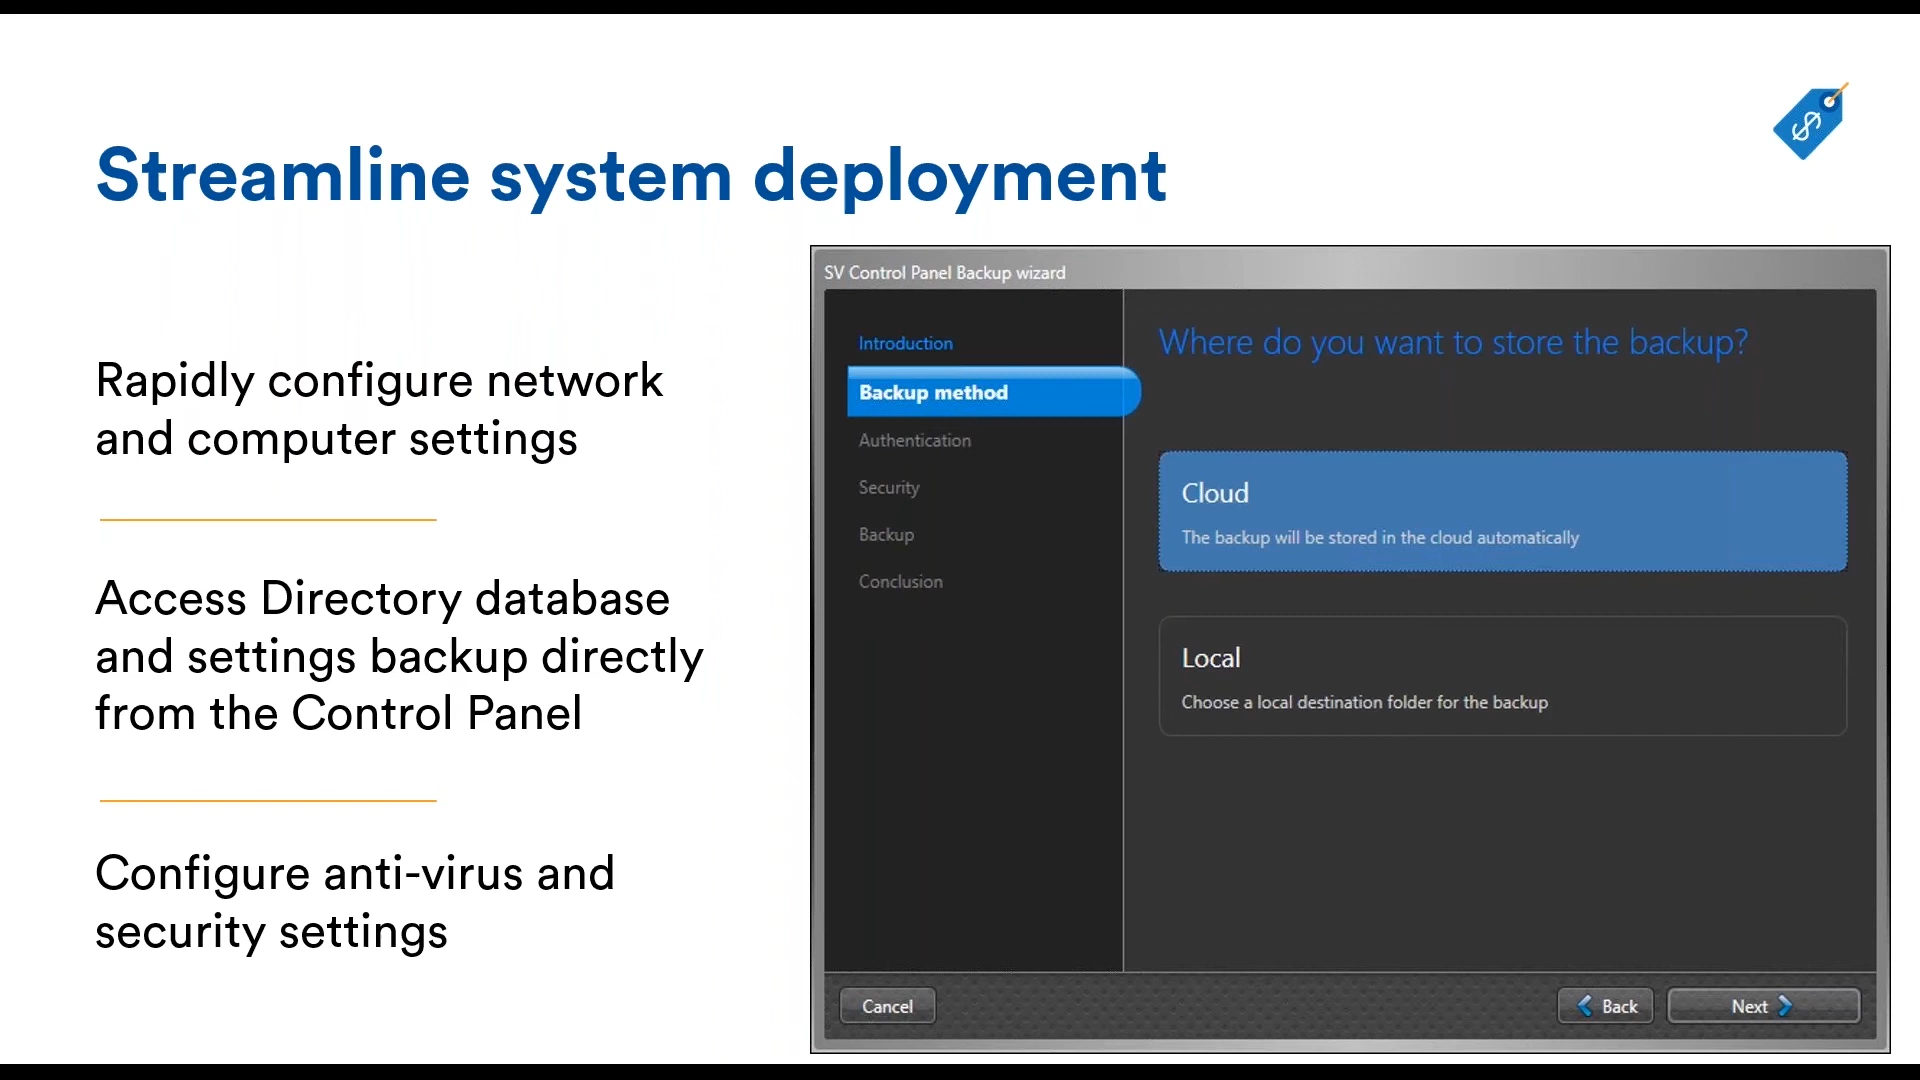 Streamline system deployment
Rapidly configure network
and computer settings
Access Directory database
and settings backup directly
from the Control Panel
Configure anti-virus and
security settings
SV Control Panel Backup wizard
Introduction
Backup method
Authentication
Security
Backup
Conclusion
Where do you want to store the backup?
Cloud
The backup will be stored in the cloud automatically
Local
Choose a local destination folder for the backup
Cancel
Back
Next
$